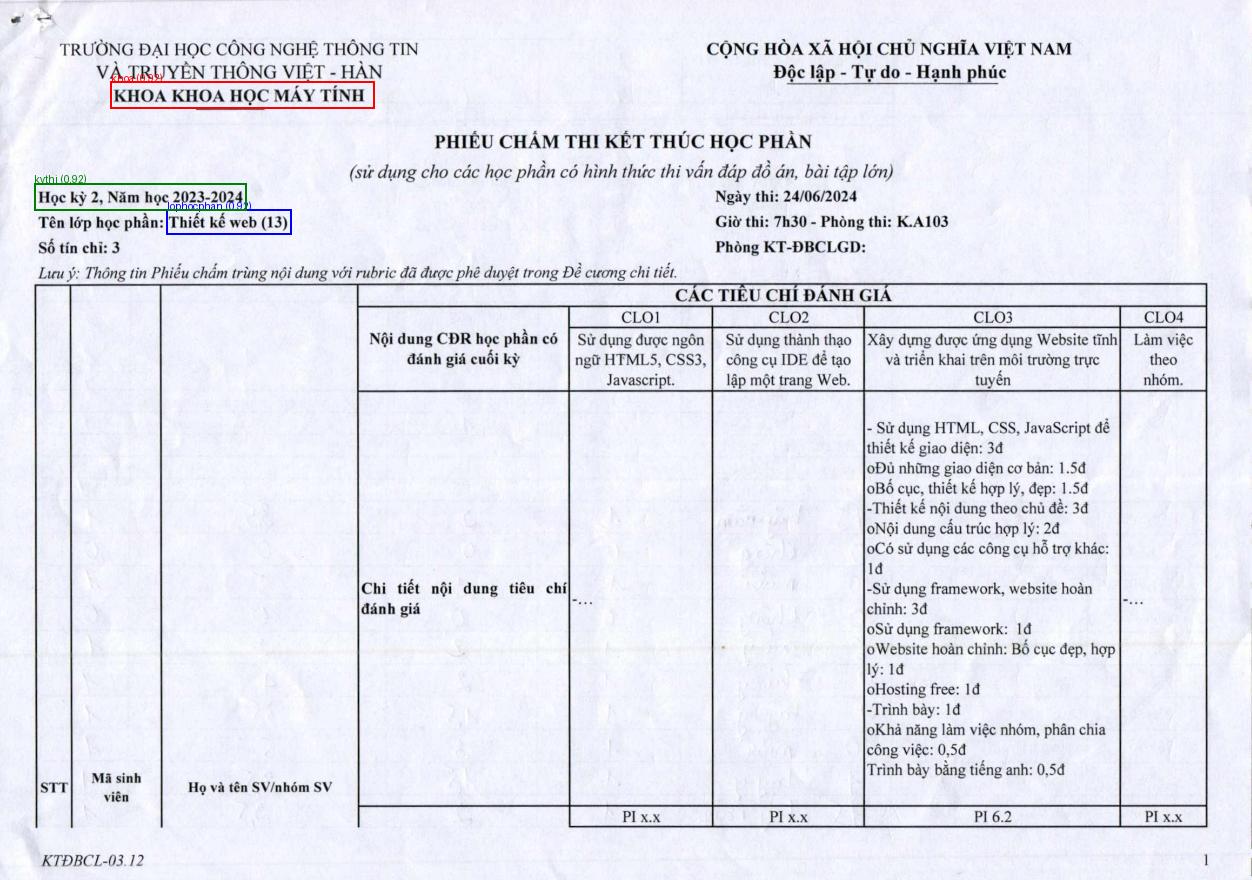 TRƯỜNG ĐẠI HỌC CÔNG NGHỆ THÔNG TIN
VÀ TRUYỀN THÔNG VIỆT - HÀN
khoa (0.92)
KHOA KHOA HỌC MÁY TÍNH
CỘNG HÒA XÃ HỘI CHỦ NGHĨA VIỆT NAM
Độc lập - Tự do - Hạnh phúc
PHIẾU CHẤM THI KẾT THÚC HỌC PHẦN
(sử dụng cho các học phần có hình thức thi vấn đáp đồ án, bài tập lớn)
kythi (0.92)
Học kỳ 2, Năm học 2023-2024
lophocphan (0.92)
Tên lớp học phần: Thiết kế web (13)
Số tín chỉ: 3
Ngày thi: 24/06/2024
Giờ thi: 7h30 - Phòng thi: K.A103
Phòng KT-ĐBCLGD:
Lưu ý: Thông tin Phiếu chấm trùng nội dung với rubric đã được phê duyệt trong Đề cương chi tiết.
CÁC TIÊU CHÍ ĐÁNH GIÁ
Nội dung CĐR học phần có
đánh giá cuối kỳ
CLO1
Sử dụng được ngôn
ngữ HTML5, CSS3,
Javascript.
CLO2
Sử dụng thành thạo
công cụ IDE để tạo
lập một trang Web.
CLO3
Xây dựng được ứng dụng Website tĩnh
và triển khai trên môi trường trực
tuyến
CLO4
Làm việc
theo
nhóm.
Chi tiết nội dung tiêu chí
đánh giá
-…
- Sử dụng HTML, CSS, JavaScript để
thiết kế giao diện: 3đ
oĐủ những giao diện cơ bản: 1.5đ
oBố cục, thiết kế hợp lý, đẹp: 1.5đ
-Thiết kế nội dung theo chủ đề: 3đ
oNội dung cấu trúc hợp lý: 2đ
oCó sử dụng các công cụ hỗ trợ khác:
1đ
-Sử dụng framework, website hoàn
chỉnh: 3đ
oSử dụng framework: 1đ
oWebsite hoàn chỉnh: Bố cục đẹp, hợp
lý: 1đ
oHosting free: 1đ
-Trình bày: 1đ
oKhả năng làm việc nhóm, phân chia
công việc: 0,5đ
Trình bày bằng tiếng anh: 0,5đ
-…
STT
Mã sinh
viên
Họ và tên SV/nhóm SV
PI x.x
PI x.x
PI 6.2
PI x.x
KTĐBCL-03.12
1